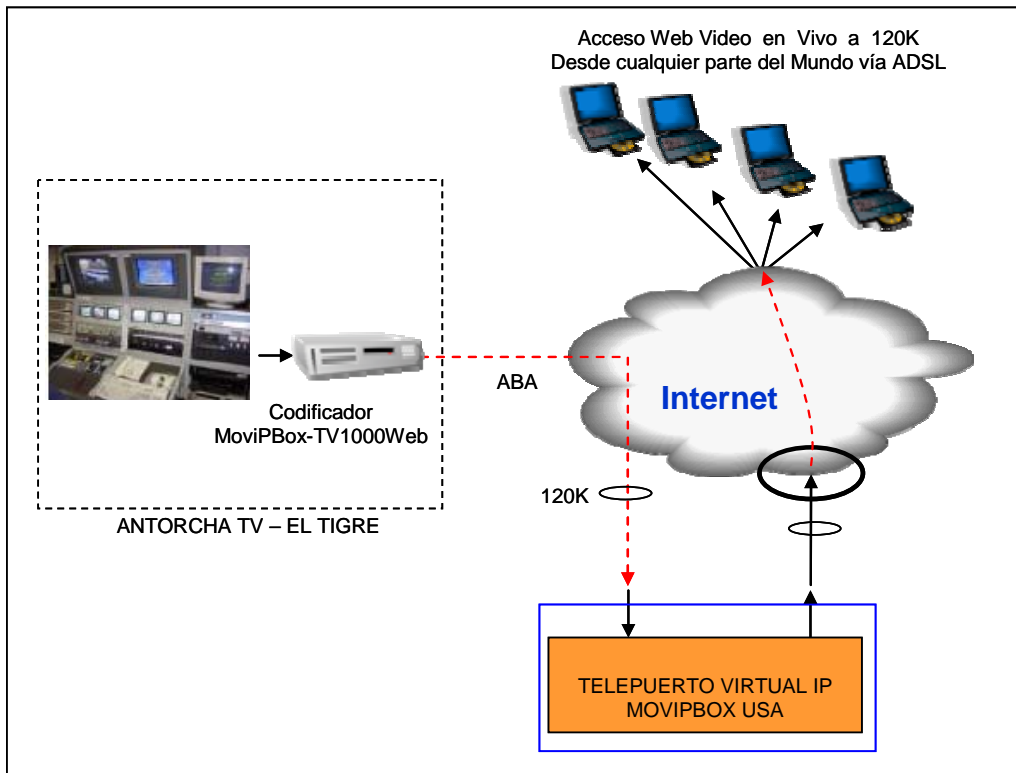 Acceso Web Video en Vivo a 120K
Desde cualquier parte del Mundo vía ADSL
Codificador
MoviPBox-TV1000Web
ABA
Internet
120K
ANTORCHA TV – EL TIGRE
TELEPUERTO VIRTUAL IP
MOVIPBOX USA